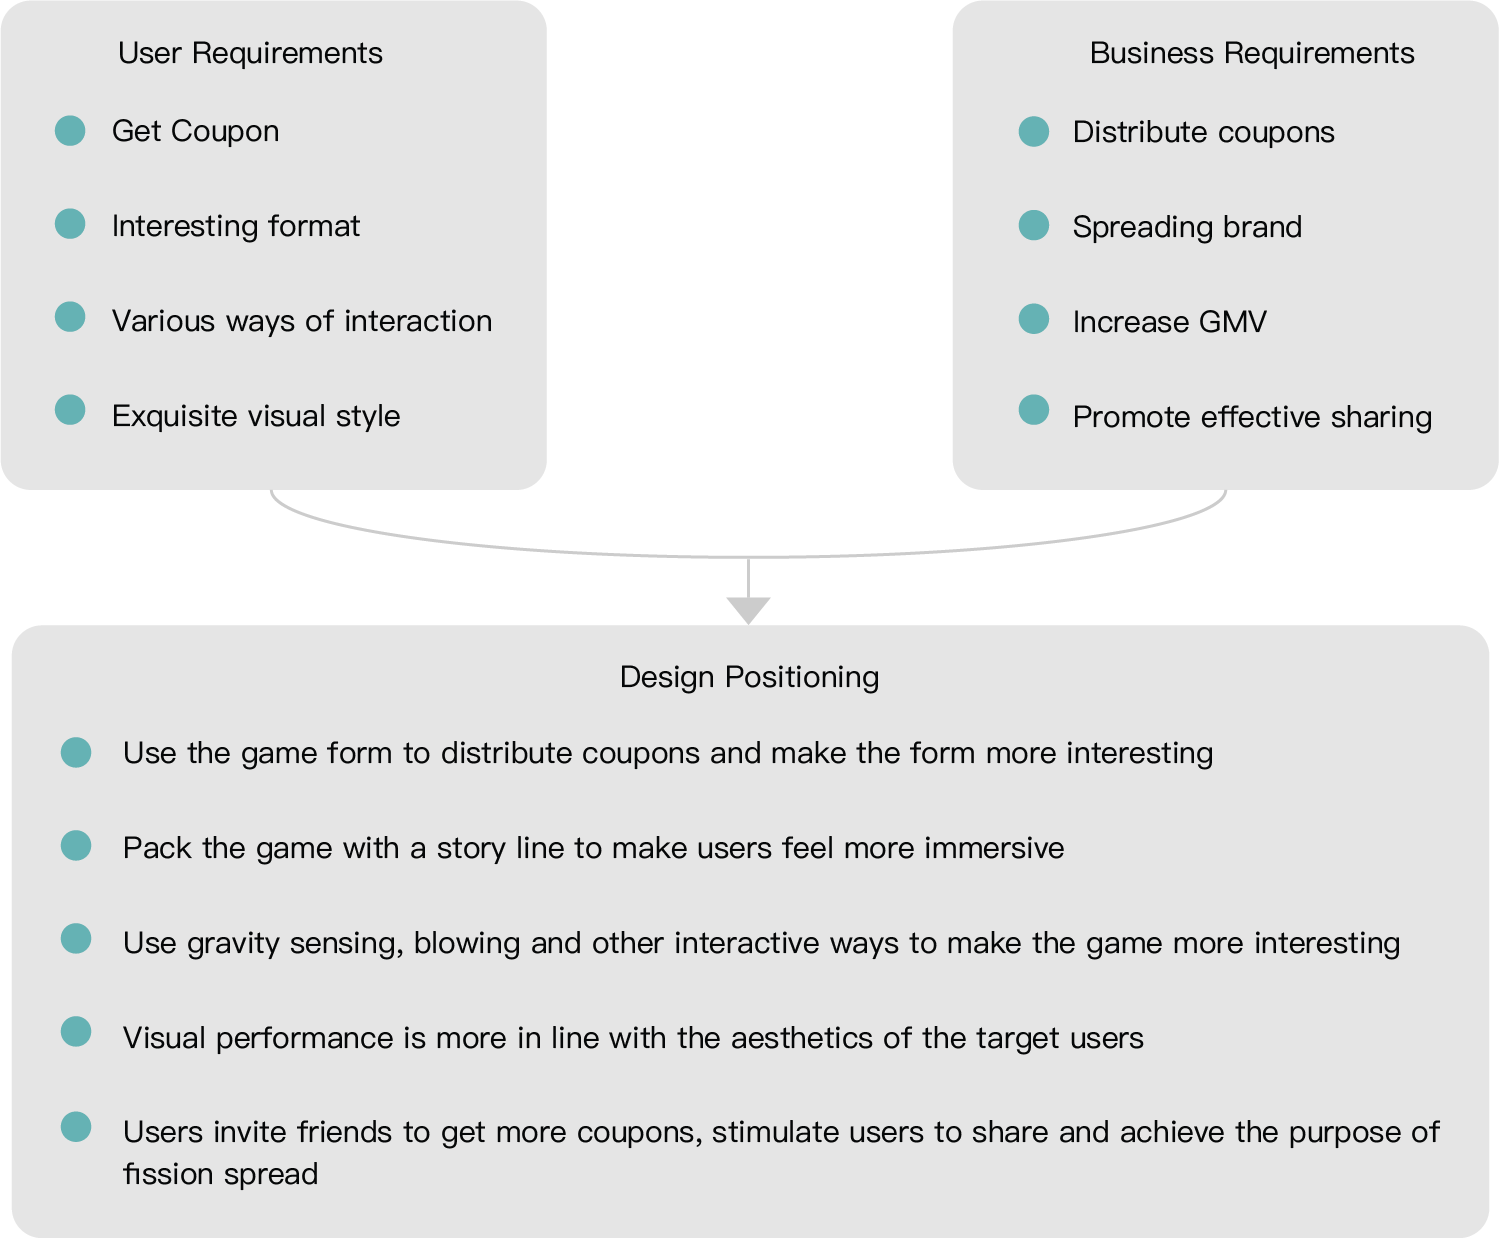 User Requirements
Get Coupon
Interesting format
Various ways of interaction
Exquisite visual style
Business Requirements
Distribute coupons
Spreading brand
Increase GMV
Promote effective sharing
Design Positioning
Use the game form to distribute coupons and make the form more interesting
Pack the game with a story line to make users feel more immersive
Use gravity sensing, blowing and other interactive ways to make the game more interesting
Visual performance is more in line with the aesthetics of the target users
Users invite friends to get more coupons, stimulate users to share and achieve the purpose of
fission spread